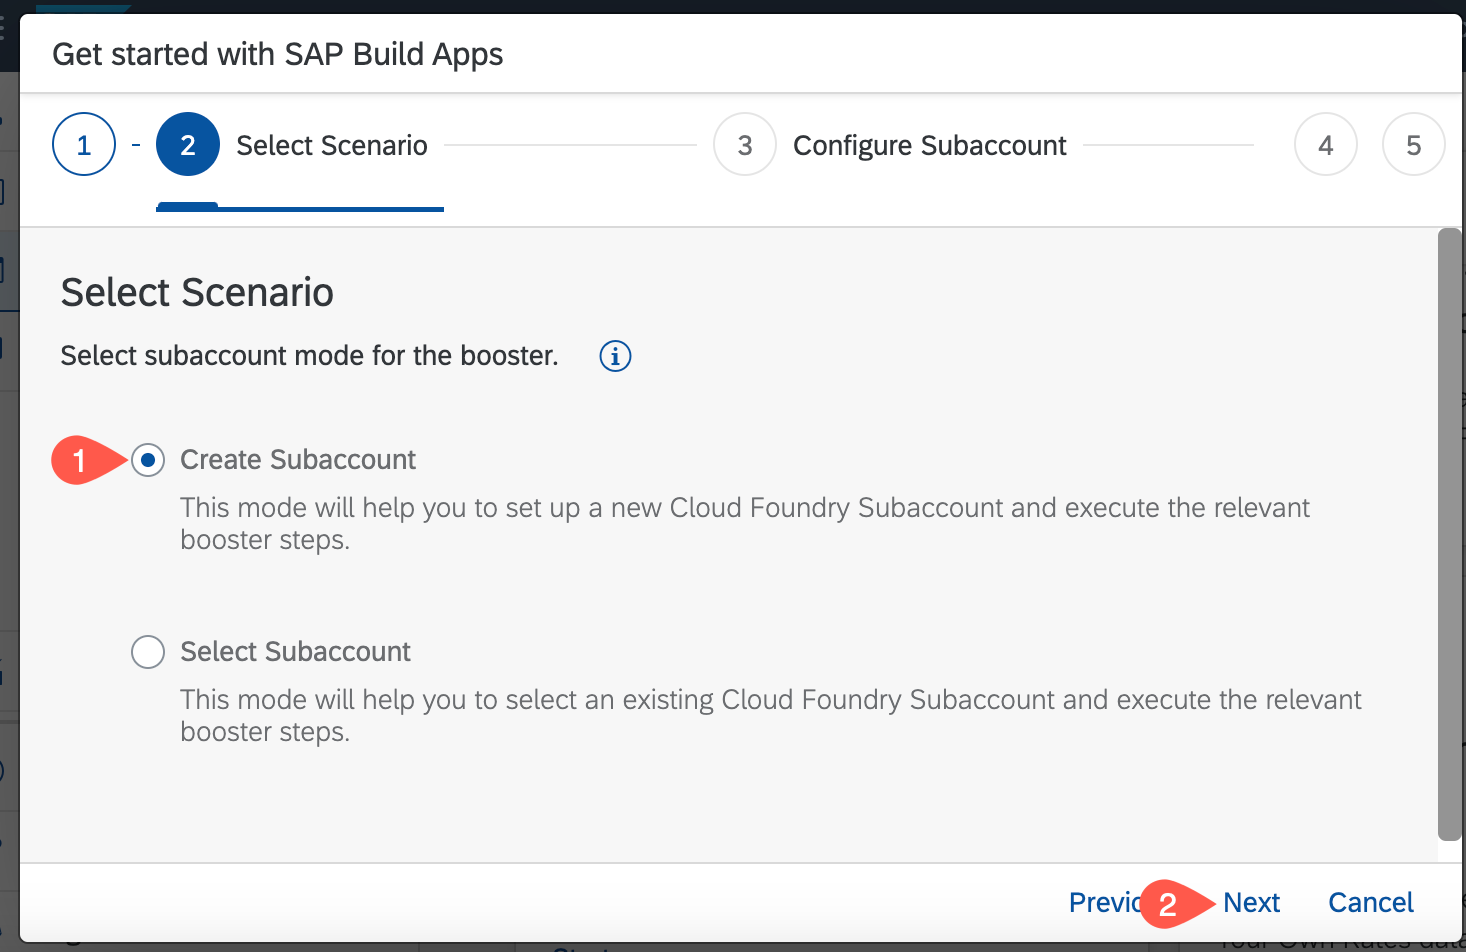 Get started with SAP Build Apps
1 - 2 Select Scenario 3 Configure Subaccount 4 5
Select Scenario
Select subaccount mode for the booster. i
1 Create Subaccount
This mode will help you to set up a new Cloud Foundry Subaccount and execute the relevant
booster steps.
Select Subaccount
This mode will help you to select an existing Cloud Foundry Subaccount and execute the relevant
booster steps.
2 Next Cancel